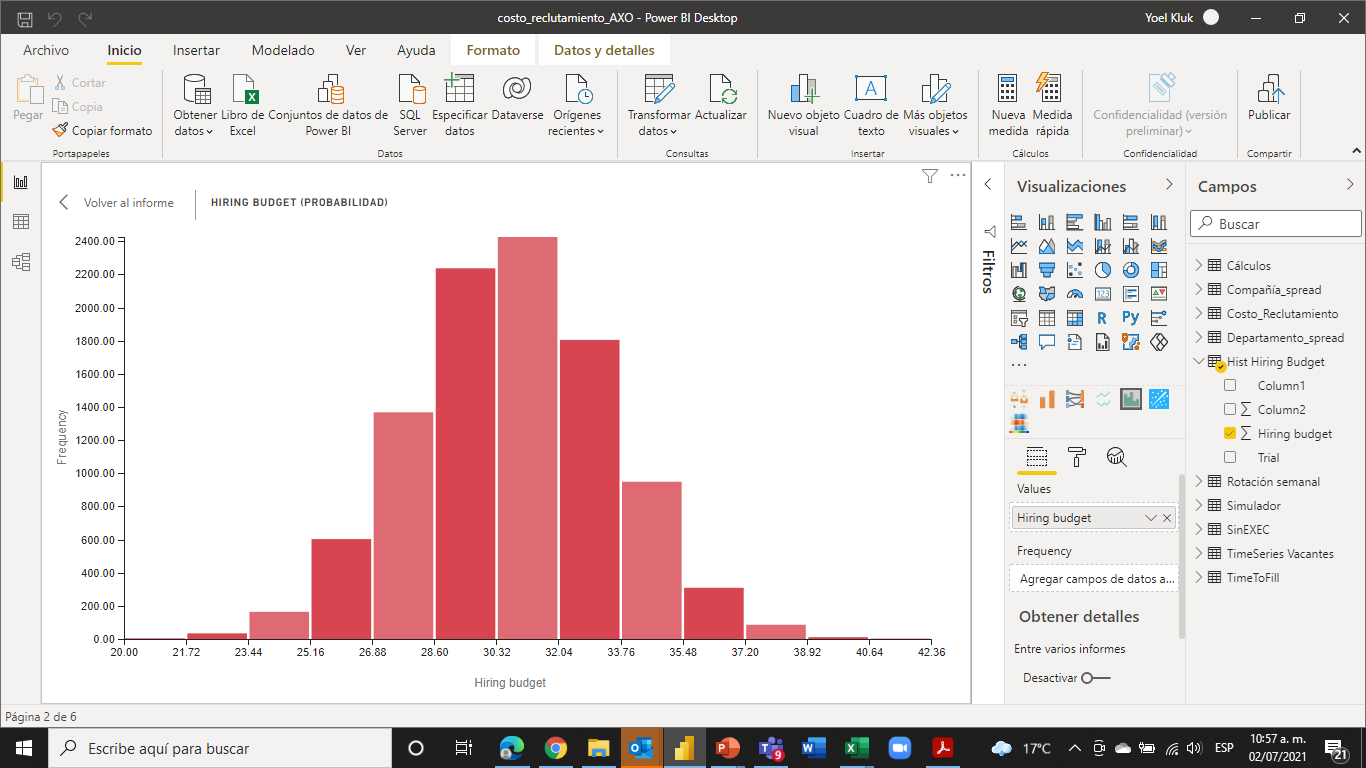 costo_reclutamiento_AXO - Power BI Desktop
Yoel Kluk
Archivo Inicio Insertar Modelado Ver Ayuda Formato Datos y detalles
Pegar
Cortar
Copia
Copiar formato
Portapapeles
Obtener datos
Libro de Excel
Conjuntos de datos de Power BI
SQL Server
Especificar datos
Dataverse
Orígenes recientes
Datos
Transformar datos
Actualizar
Consultas
Nuevo objeto visual
Cuadro de texto
Más objetos visuales
Insertar
Nueva medida
Medida rápida
Cálculos
Confidencialidad (versión preliminar)
Confidencialidad
Publicar
Compartir
Volver al informe
HIRING BUDGET (PROBABILIDAD)
2400.00
2200.00
2000.00
1800.00
1600.00
1400.00
1200.00
1000.00
800.00
600.00
400.00
200.00
0.00
Frequency
20.00 21.72 23.44 25.16 26.88 28.60 30.32 32.04 33.76 35.48 37.20 38.92 40.64 42.36
Hiring budget
Filtros
Visualizaciones
123
R
Py
Values
Hiring budget
Frequency
Agregar campos de datos a...
Obtener detalles
Entre varios informes
Desactivar
Campos
Buscar
Cálculos
Compañía_spread
Costo_Reclutamiento
Departamento_spread
Hist Hiring Budget
Column1
Column2
Hiring budget
Trial
Rotación semanal
Simulador
SinEXEC
TimeSeries Vacantes
TimeToFill
Página 2 de 6
Escribe aquí para buscar
9
17°C
ESP
10:57 a. m.
02/07/2021
21